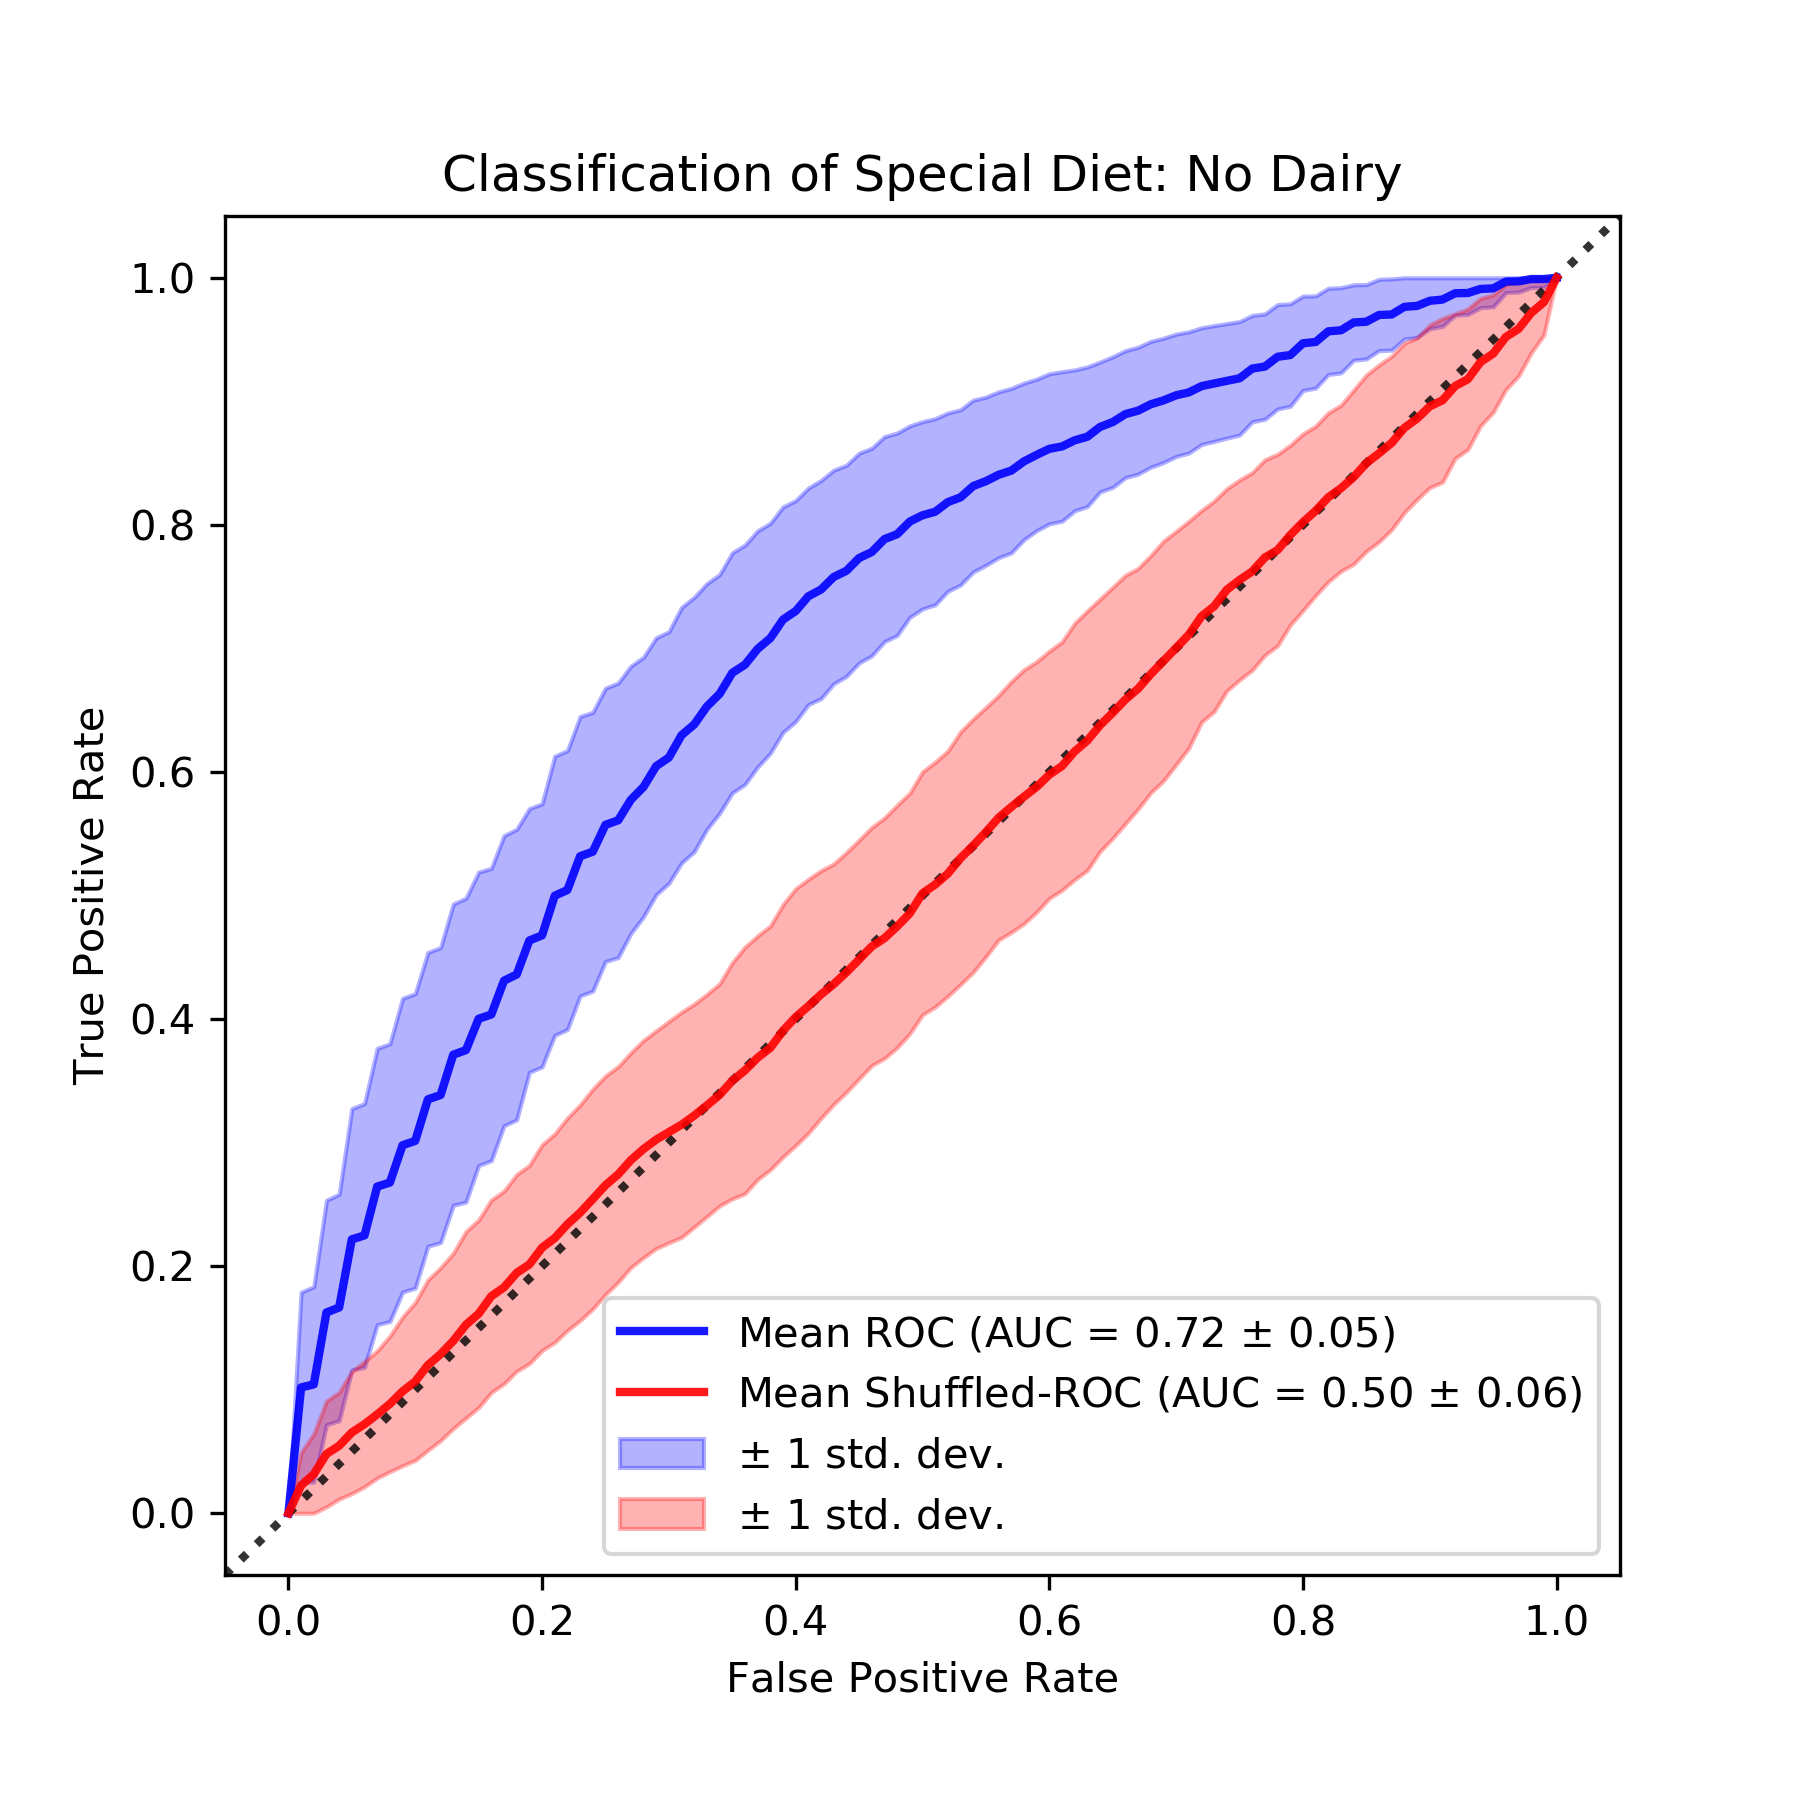 Classification of Special Diet: No Dairy
True Positive Rate
1.0
0.8
0.6
0.4
0.2
0.0
Mean ROC (AUC = 0.72 ± 0.05)
Mean Shuffled-ROC (AUC = 0.50 ± 0.06)
± 1 std. dev.
± 1 std. dev.
0.0 0.2 0.4 0.6 0.8 1.0
False Positive Rate